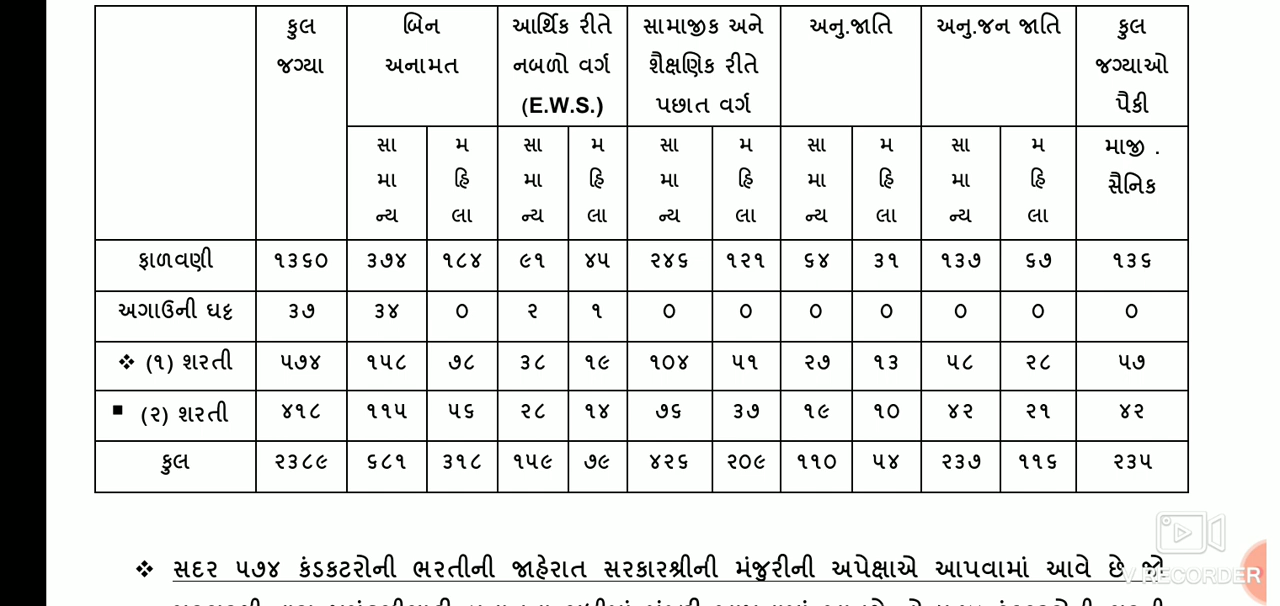 કુલ જગ્યા | બિન અનામત | આર્થિક રીતે નબળો વર્ગ (E.W.S.) | સામાજીક અને શૈક્ષણિક રીતે પછાત વર્ગ | અનુ.જાતિ | અનુ.જન જાતિ | કુલ જગ્યાઓ પૈકી
સામાન્ય | મહિલા | સામાન્ય | મહિલા | સામાન્ય | મહિલા | સામાન્ય | મહિલા | સામાન્ય | મહિલા | માજી . સૈનિક
ફાળવણી | ૧૩૬૦ | ૩૭૪ | ૧૮૪ | ૯૧ | ૪૫ | ૨૪૬ | ૧૨૧ | ૬૪ | ૩૧ | ૧૩૭ | ૬૭ | ૧૩૬
અગાઉની ઘટ્ટ | ૩૭ | ૩૪ | ૦ | ૨ | ૧ | ૦ | ૦ | ૦ | ૦ | ૦ | ૦ | ૦
❖ (૧) શરતી | ૫૭૪ | ૧૫૮ | ૭૮ | ૩૮ | ૧૯ | ૧૦૪ | ૫૧ | ૨૭ | ૧૩ | ૫૮ | ૨૮ | ૫૭
▪ (૨) શરતી | ૪૧૮ | ૧૧૫ | ૫૬ | ૨૮ | ૧૪ | ૭૬ | ૩૭ | ૧૯ | ૧૦ | ૪૨ | ૨૧ | ૪૨
કુલ | ૨૩૮૯ | ૬૮૧ | ૩૧૮ | ૧૫૯ | ૭૯ | ૪૨૬ | ૨૦૯ | ૧૧૦ | ૫૪ | ૨૩૭ | ૧૧૬ | ૨૩૫
❖ સદર ૫૭૪ કંડકટરોની ભરતીની જાહેરાત સરકારશ્રીની મંજુરીની અપેક્ષાએ આપવામાં આવે છે જો
V RECORDER